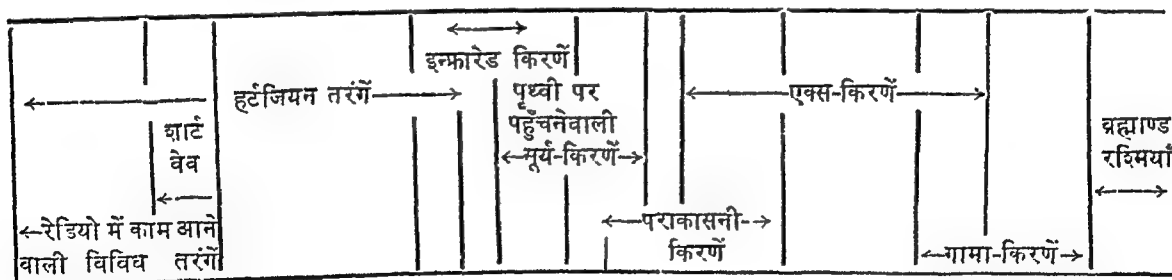 इन्फ्रारेड किरणें
हर्टजियन तरंगें
पृथ्वी पर
पहुँचनेवाली
सूर्य-किरणें
एक्स-किरणें
शार्ट
वेव
ब्रह्माण्ड
रश्मियाँ
रेडियो में काम आने
वाली विविध तरंगें
पराकासनी-
किरणें
गामा-किरणें